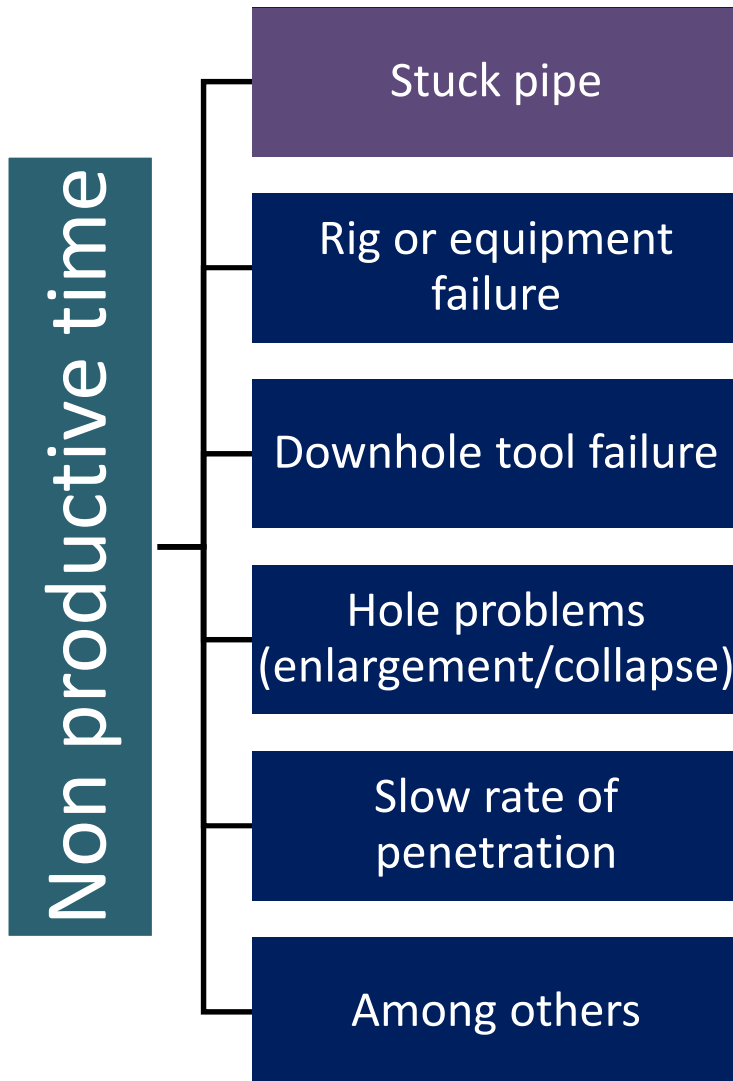 Non productive time
Stuck pipe
Rig or equipment
failure
Downhole tool failure
Hole problems
(enlargement/collapse)
Slow rate of
penetration
Among others